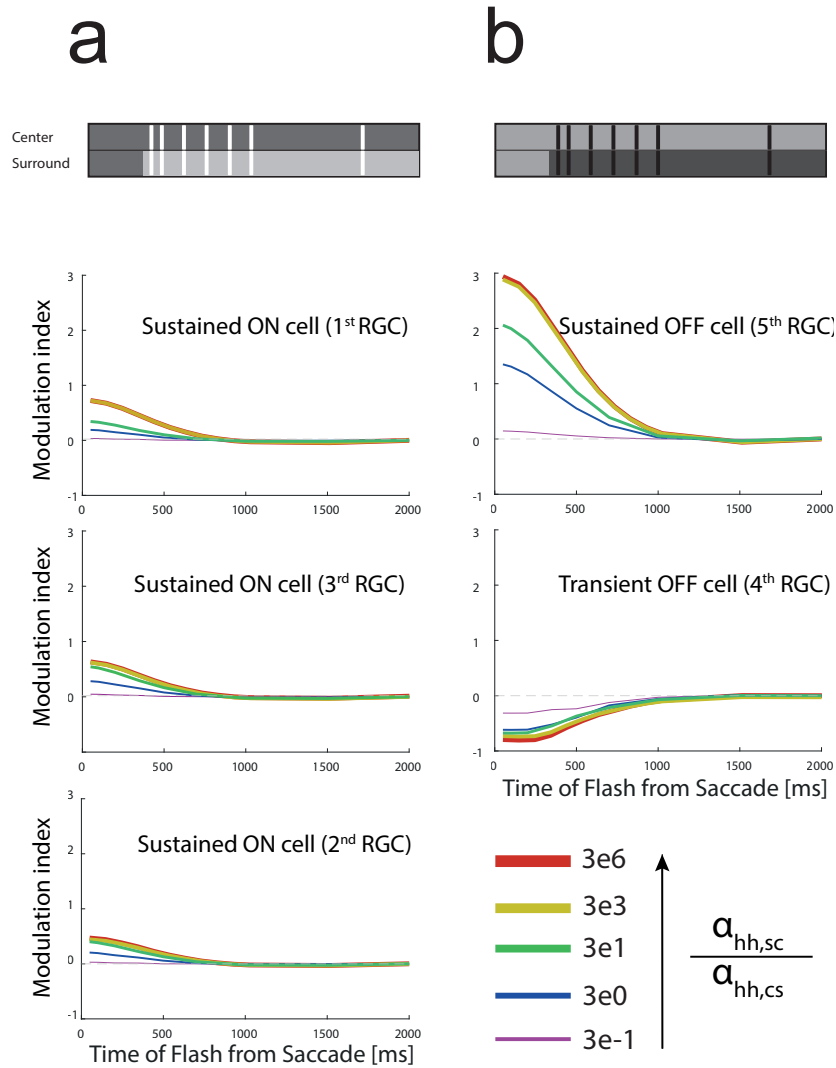 a
Center
Surround
Modulation index
3
2
1
0
-1
Sustained ON cell (1st RGC)
0 500 1000 1500 2000
Modulation index
3
2
1
0
-1
Sustained ON cell (3rd RGC)
0 500 1000 1500 2000
Modulation index
3
2
1
0
-1
Sustained ON cell (2nd RGC)
0 500 1000 1500 2000
Time of Flash from Saccade [ms]
b
3
2
1
0
-1
Sustained OFF cell (5th RGC)
0 500 1000 1500 2000
3
2
1
0
-1
Transient OFF cell (4th RGC)
0 500 1000 1500 2000
Time of Flash from Saccade [ms]
3e6
3e3
3e1
3e0
3e-1
αhh,sc
αhh,cs